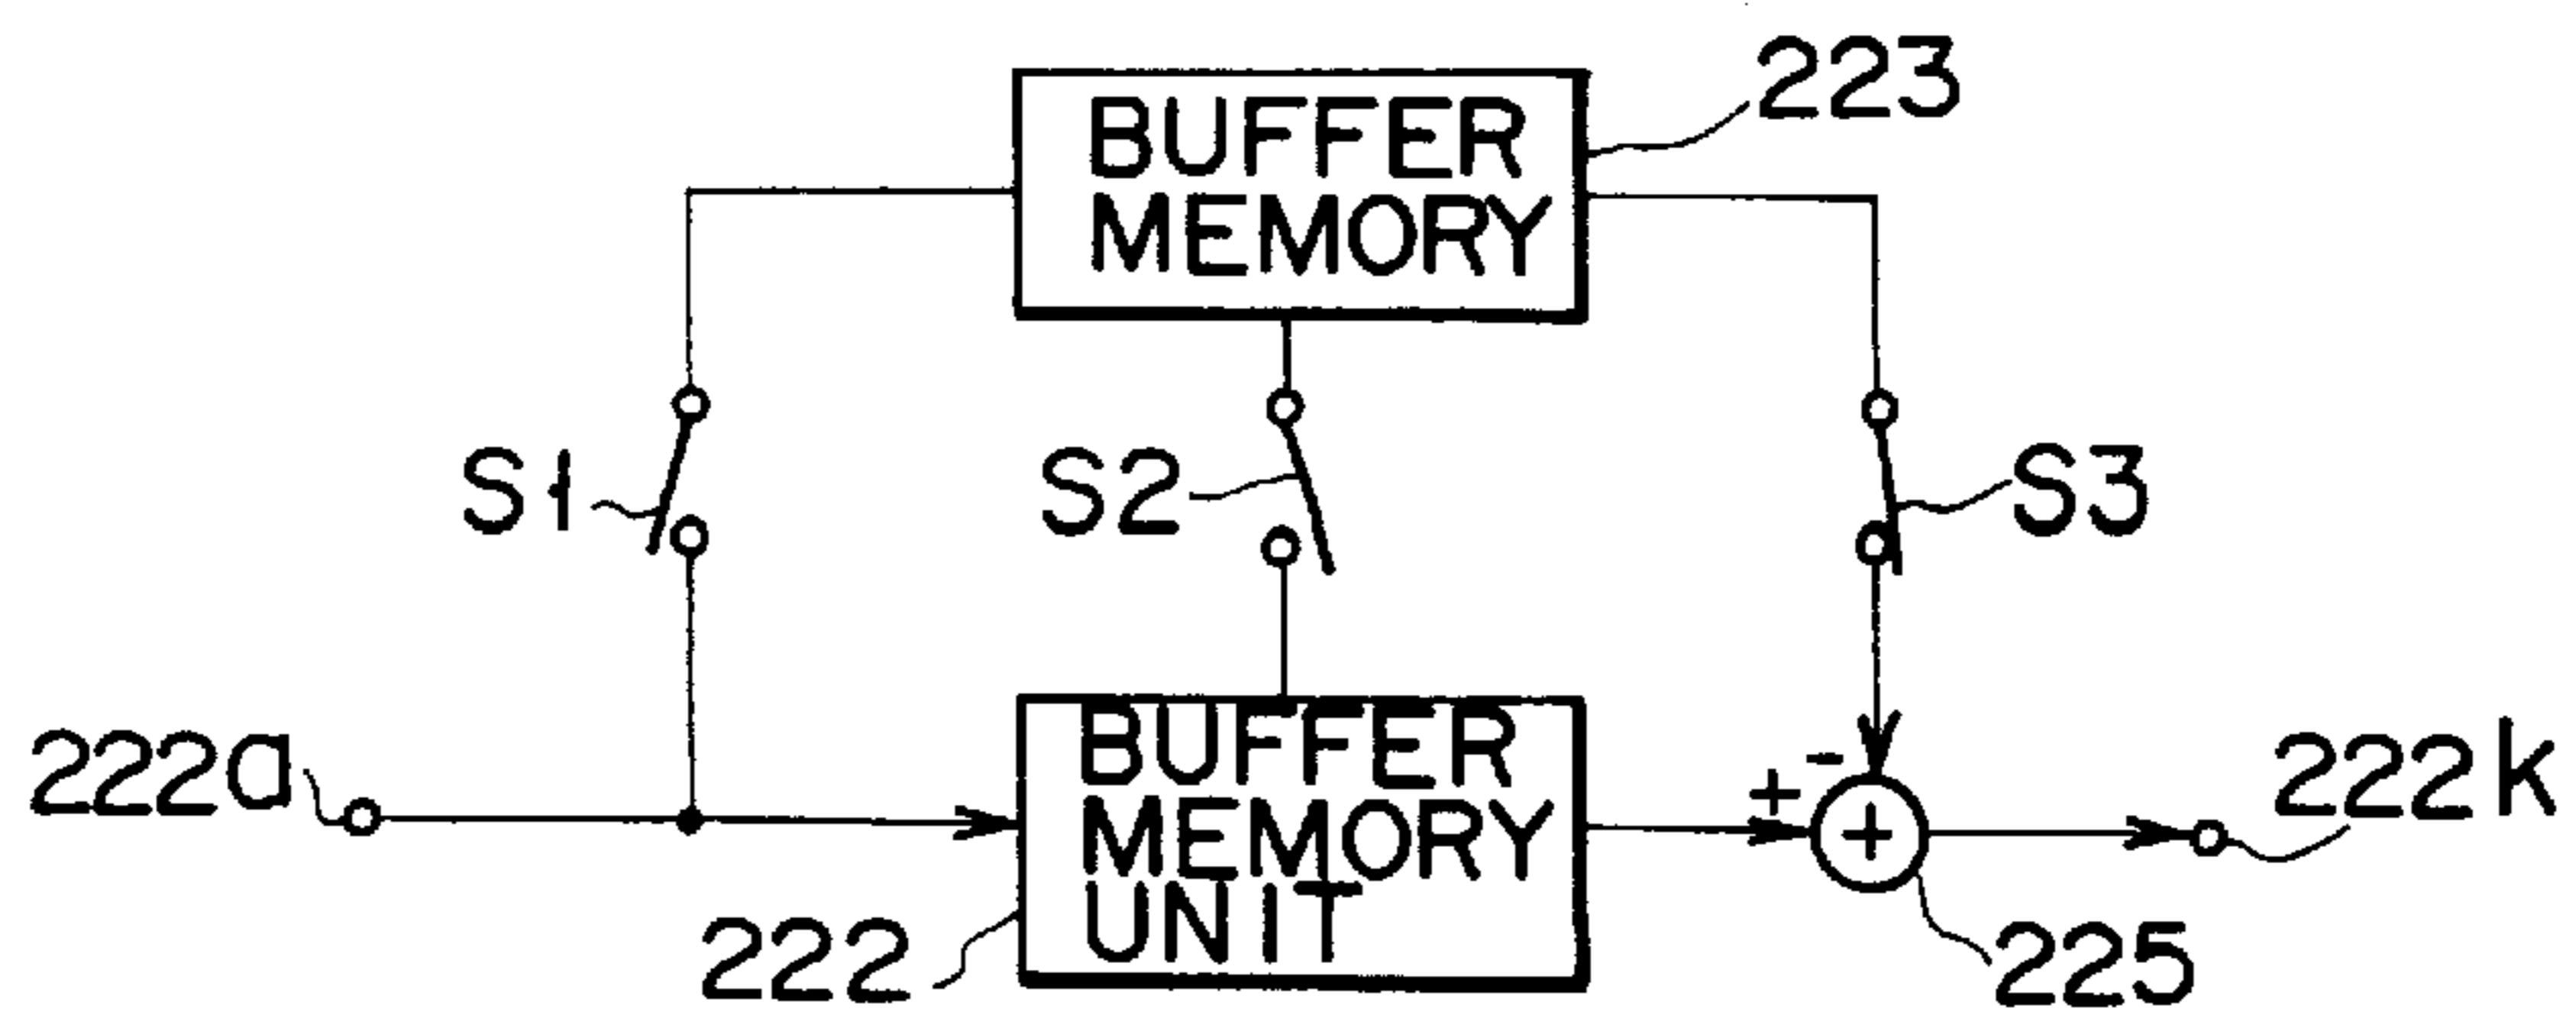 223
BUFFER
MEMORY
S1
S2
S3
222a
BUFFER
MEMORY
UNIT
+
-
+
222k
222
225